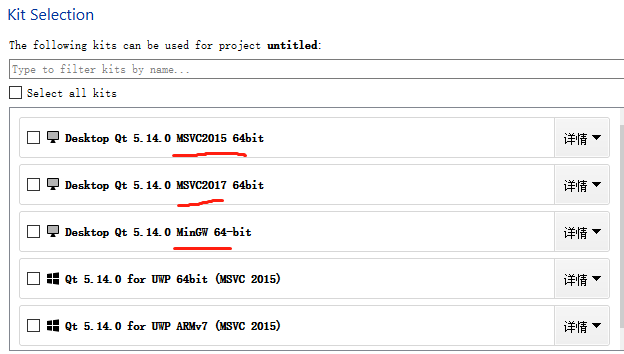 Kit Selection
The following kits can be used for project untitled:
Type to filter kits by name...
Select all kits
Desktop Qt 5.14.0 MSVC2015 64bit 详情
Desktop Qt 5.14.0 MSVC2017 64bit 详情
Desktop Qt 5.14.0 MinGW 64-bit 详情
Qt 5.14.0 for UWP 64bit (MSVC 2015) 详情
Qt 5.14.0 for UWP ARMv7 (MSVC 2015) 详情